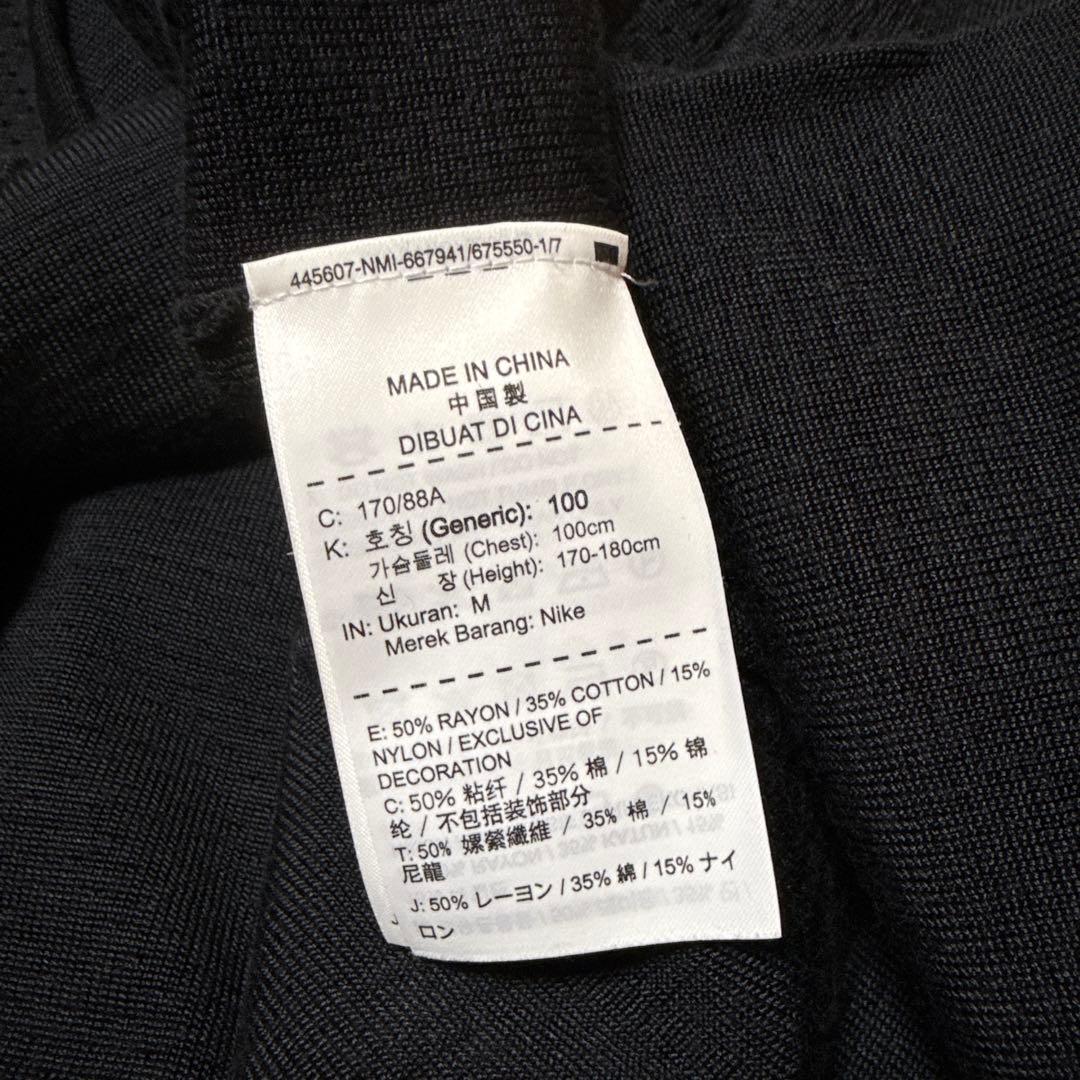 445607-NMI-667941/675550-1/7
MADE IN CHINA
中国製
DIBUAT DI CINA
C: 170/88A
K: 호칭 (Generic): 100
가슴둘레 (Chest): 100cm
신 장 (Height): 170-180cm
IN: Ukuran: M
Merek Barang: Nike
E: 50% RAYON / 35% COTTON / 15%
NYLON / EXCLUSIVE OF
DECORATION
C: 50% 粘纤 / 35% 棉 / 15% 锦
纶 / 不包括装饰部分
T: 50% 嫘縈纖維 / 35% 棉 / 15%
尼龍
J: 50% レーヨン / 35% 綿 / 15% ナイ
ロン